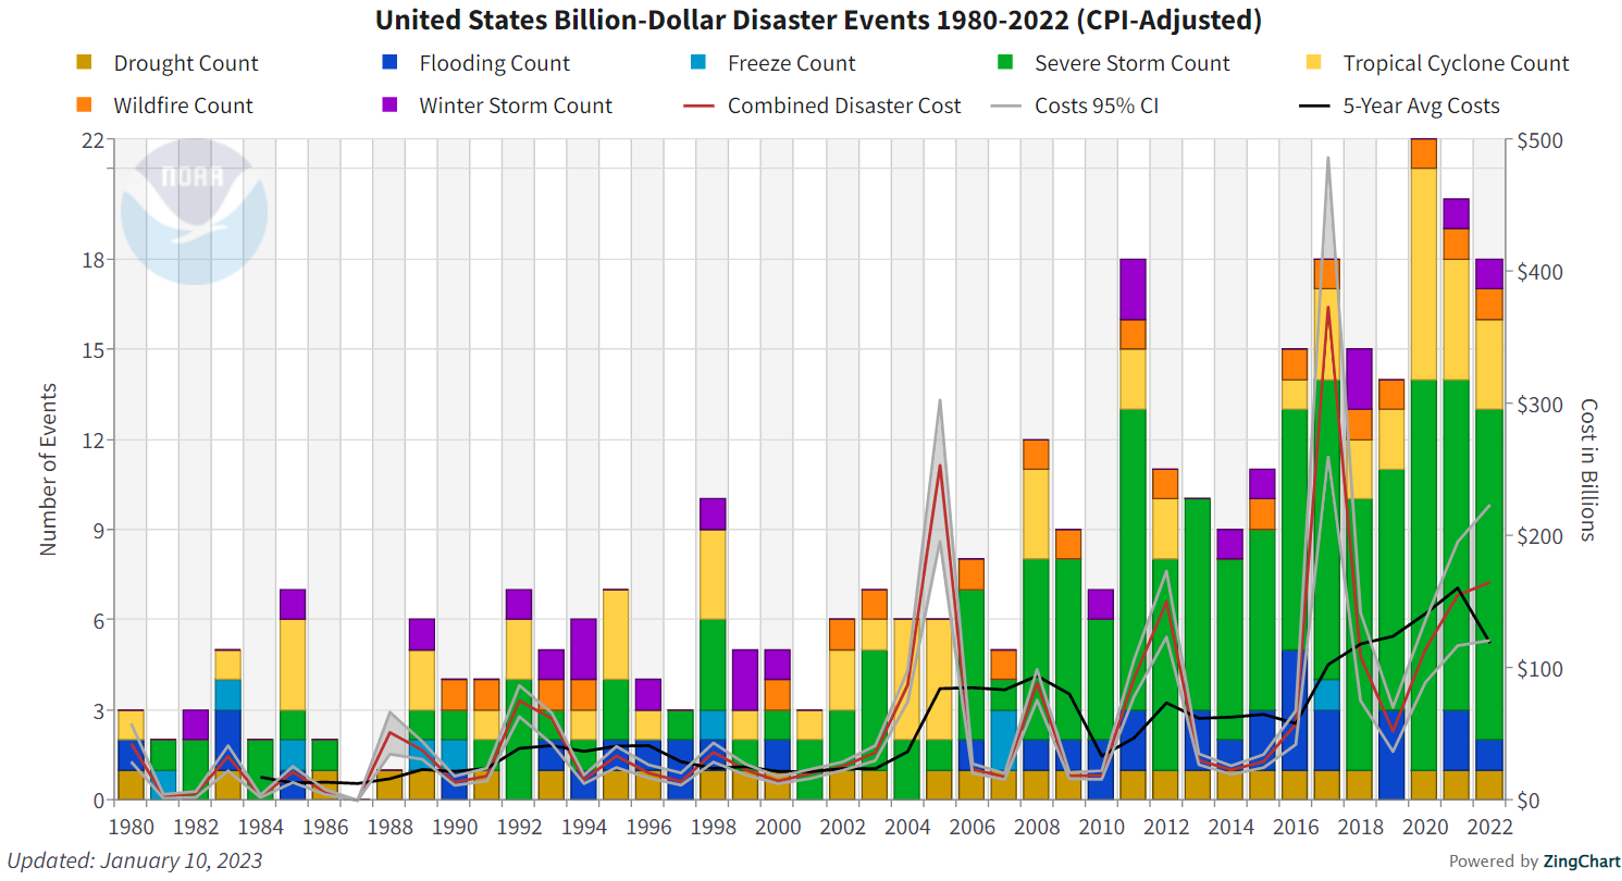 United States Billion-Dollar Disaster Events 1980-2022 (CPI-Adjusted)
Drought Count Flooding Count Freeze Count Severe Storm Count Tropical Cyclone Count
Wildfire Count Winter Storm Count Combined Disaster Cost Costs 95% CI 5-Year Avg Costs
NOAA
Number of Events
22
18
15
12
9
6
3
0
$500
$400
$300
$200
$100
$0
Cost in Billions
1980 1982 1984 1986 1988 1990 1992 1994 1996 1998 2000 2002 2004 2006 2008 2010 2012 2014 2016 2018 2020 2022
Updated: January 10, 2023
Powered by ZingChart